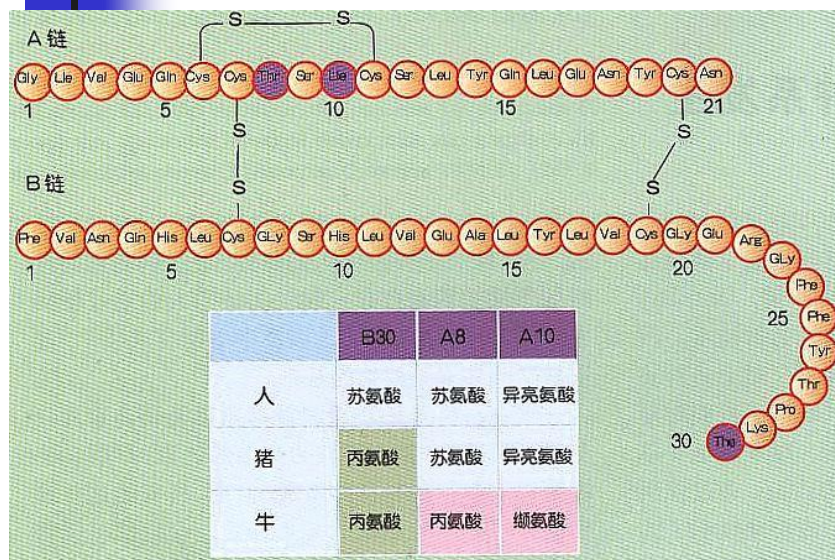 S S
A 链
Gly Lle Val Glu Gln Cys Cys Thr Ser Lle Cys Ser Leu Tyr Gln Leu Glu Asn Tyr Cys Asn
1 5 10 15 21
S S
S S
B 链
Phe Val Asn Gln His Leu Cys GLy Ser His Leu Val Glu Ala Leu Tyr Leu Val Cys GLy Glu Arg GLy Phe Phe Tyr Thr Pro Lys The
1 5 10 15 20 25 30
B30 A8 A10
人 苏氨酸 苏氨酸 异亮氨酸
猪 丙氨酸 苏氨酸 异亮氨酸
牛 丙氨酸 丙氨酸 缬氨酸